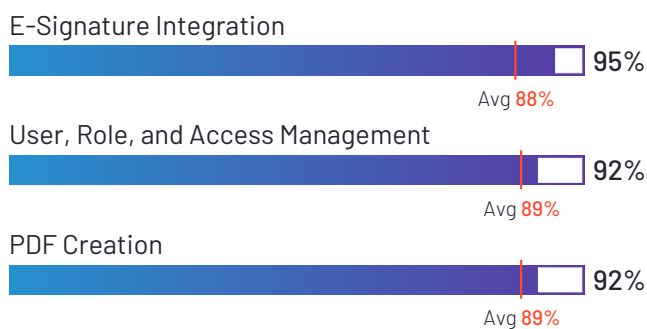 E-Signature Integration
95%
Avg 88%
User, Role, and Access Management
92%
Avg 89%
PDF Creation
92%
Avg 89%